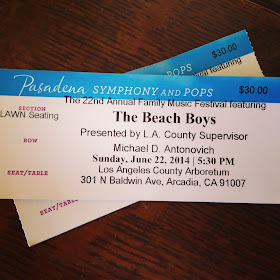 $30.00
POPS
featuring
Pasadena SYMPHONY AND POPS $30.00
The 22nd Annual Family Music Festival featuring
SECTION
LAWN Seating
The Beach Boys
Presented by L.A. County Supervisor
ROW
Michael D. Antonovich
Sunday, June 22, 2014 | 5:30 PM
SEAT/TABLE
Los Angeles County Arboretum
301 N Baldwin Ave, Arcadia, CA 91007
SEAT/TABLE